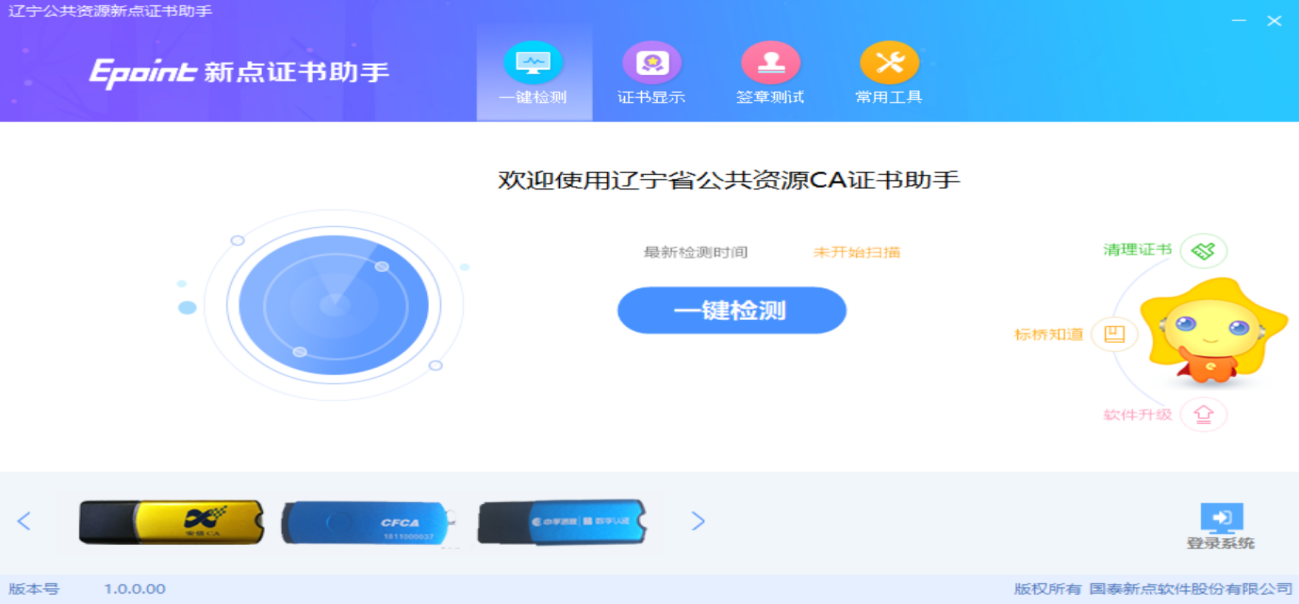 辽宁公共资源新点证书助手
Epoint 新点证书助手
一键检测
证书显示
签章测试
常用工具
欢迎使用辽宁省公共资源CA证书助手
最新检测时间 未开始扫描
一键检测
清理证书
标桥知道
软件升级
CFCA
数字认证
登录系统
版本号 1.0.0.00
版权所有 国泰新点软件股份有限公司